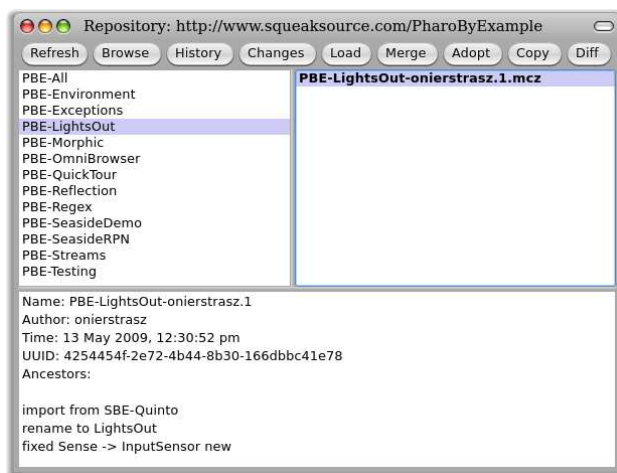 Repository: http://www.squeaksource.com/PharoByExample
Refresh Browse History Changes Load Merge Adopt Copy Diff
PBE-All
PBE-Environment
PBE-Exceptions
PBE-LightsOut
PBE-Morphic
PBE-OmniBrowser
PBE-QuickTour
PBE-Reflection
PBE-Regex
PBE-SeasideDemo
PBE-SeasideRPN
PBE-Streams
PBE-Testing
PBE-LightsOut-onierstrasz.1.mcz
Name: PBE-LightsOut-onierstrasz.1
Author: onierstrasz
Time: 13 May 2009, 12:30:52 pm
UUID: 4254454f-2e72-4b44-8b30-166dbbc41e78
Ancestors:
import from SBE-Quinto
rename to LightsOut
fixed Sense -> InputSensor new